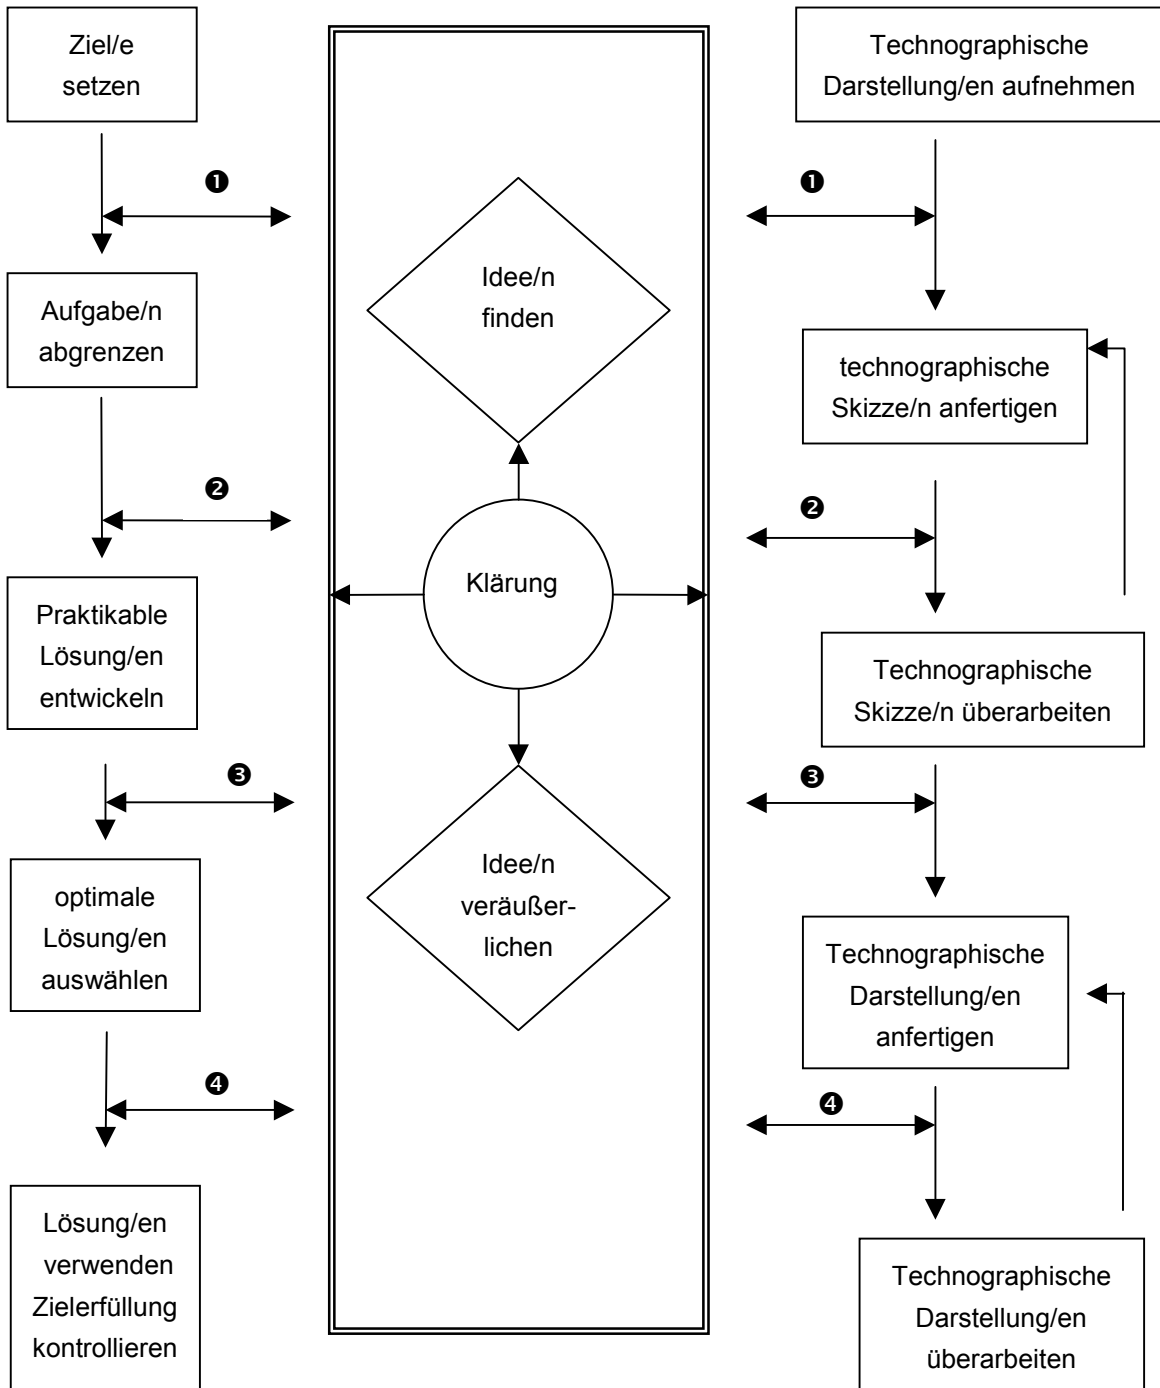 Ziel/e
setzen
❶
Aufgabe/n
abgrenzen
❷
Praktikable
Lösung/en
entwickeln
❸
optimale
Lösung/en
auswählen
❹
Lösung/en
verwenden
Zielerfüllung
kontrollieren
Idee/n
finden
Klärung
Idee/n
veräußer-
lichen
Technographische
Darstellung/en aufnehmen
❶
technographische
Skizze/n anfertigen
❷
Technographische
Skizze/n überarbeiten
❸
Technographische
Darstellung/en
anfertigen
❹
Technographische
Darstellung/en
überarbeiten